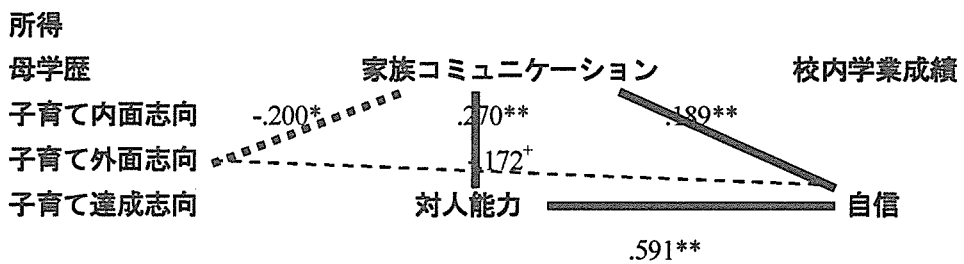 所得
母学歴 家族コミュニケーション 校内学業成績
子育て内面志向 -.200* .270** .189**
子育て外面志向 .172+
子育て達成志向 対人能力 自信
.591**